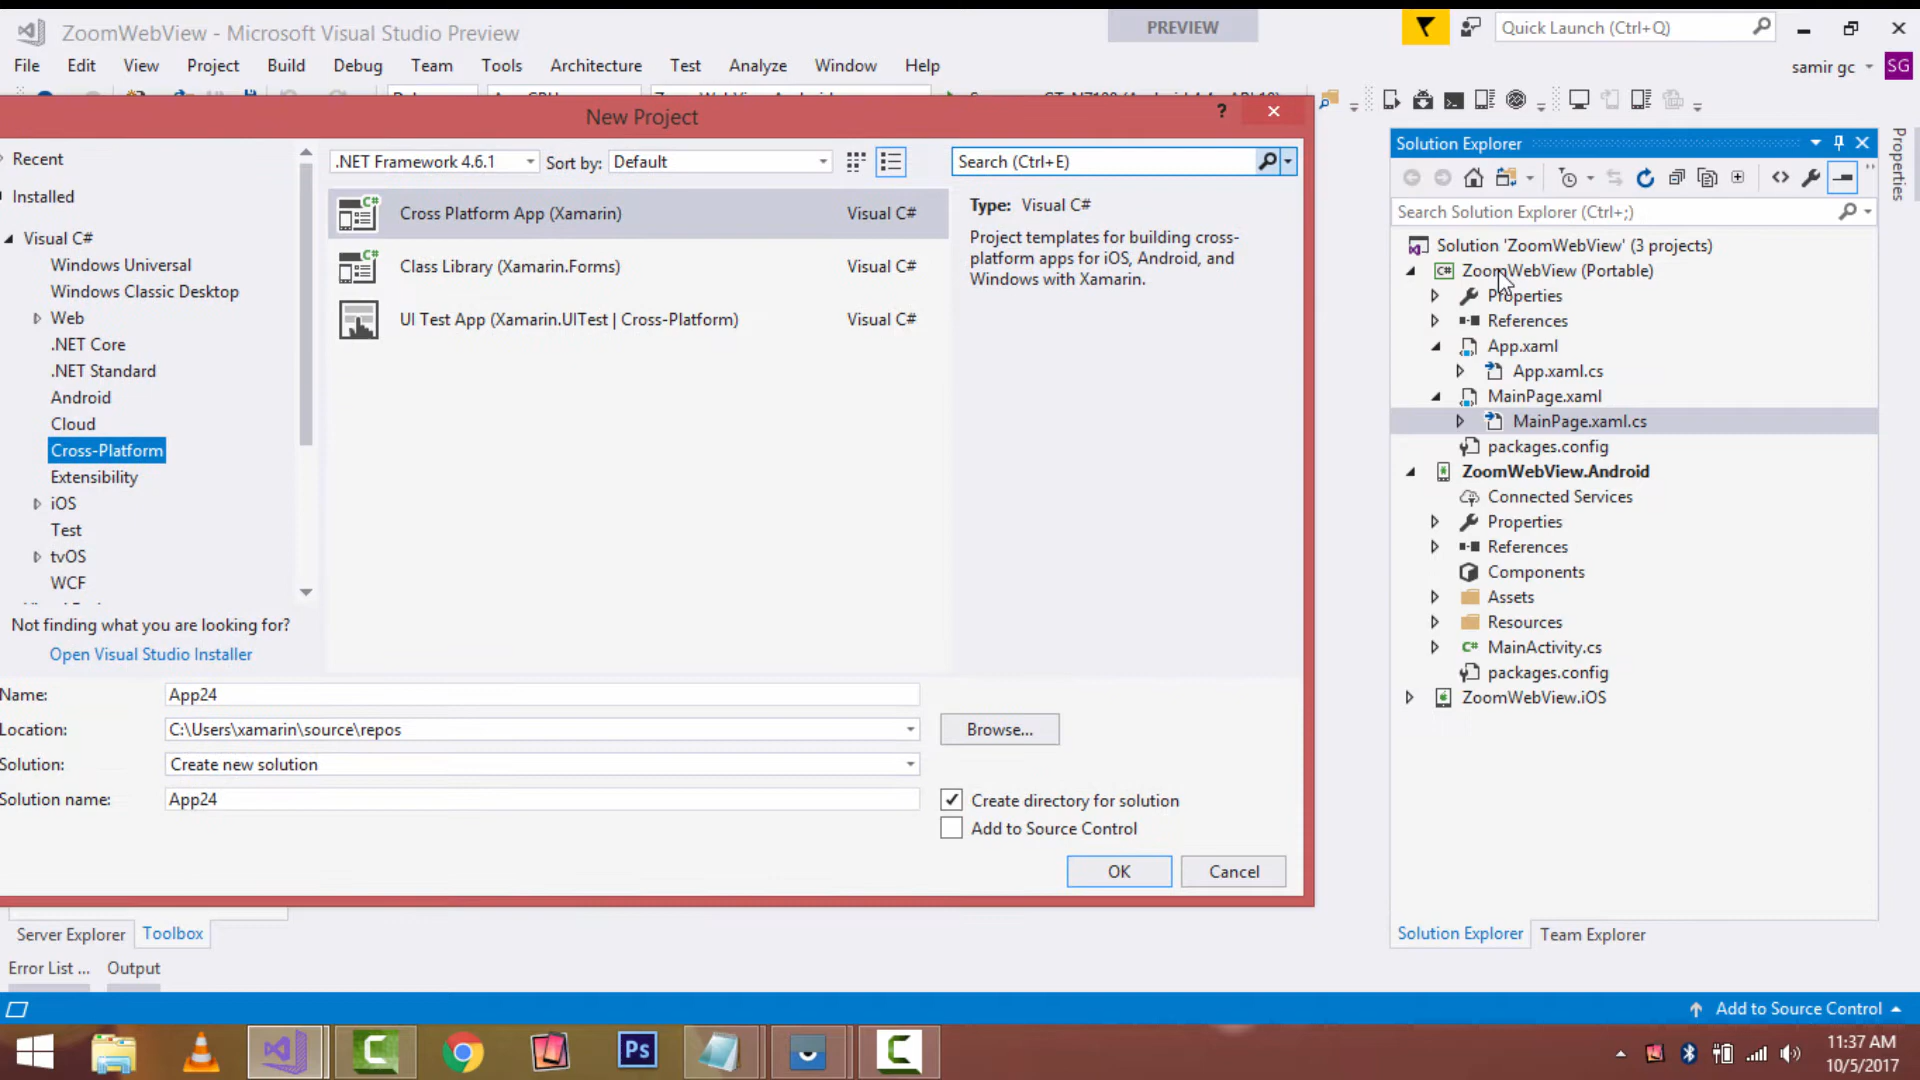 ZoomWebView - Microsoft Visual Studio Preview
PREVIEW
Quick Launch (Ctrl+Q)
File Edit View Project Build Debug Team Tools Architecture Test Analyze Window Help
samir gc
SG
New Project
?
Recent
Installed
Visual C#
Windows Universal
Windows Classic Desktop
Web
.NET Core
.NET Standard
Android
Cloud
Cross-Platform
Extensibility
iOS
Test
tvOS
WCF
Not finding what you are looking for?
Open Visual Studio Installer
.NET Framework 4.6.1
Sort by: Default
Cross Platform App (Xamarin) Visual C#
Class Library (Xamarin.Forms) Visual C#
UI Test App (Xamarin.UITest | Cross-Platform) Visual C#
Search (Ctrl+E)
Type: Visual C#
Project templates for building cross-
platform apps for iOS, Android, and
Windows with Xamarin.
Name: App24
Location: C:\Users\xamarin\source\repos
Browse...
Solution: Create new solution
Solution name: App24
Create directory for solution
Add to Source Control
OK
Cancel
Solution Explorer
Search Solution Explorer (Ctrl+;)
Solution 'ZoomWebView' (3 projects)
ZoomWebView (Portable)
Properties
References
App.xaml
App.xaml.cs
MainPage.xaml
MainPage.xaml.cs
packages.config
ZoomWebView.Android
Connected Services
Properties
References
Components
Assets
Resources
MainActivity.cs
packages.config
ZoomWebView.iOS
Solution Explorer Team Explorer
Properties
Server Explorer Toolbox
Error List ... Output
Add to Source Control
Ps
11:37 AM
10/5/2017